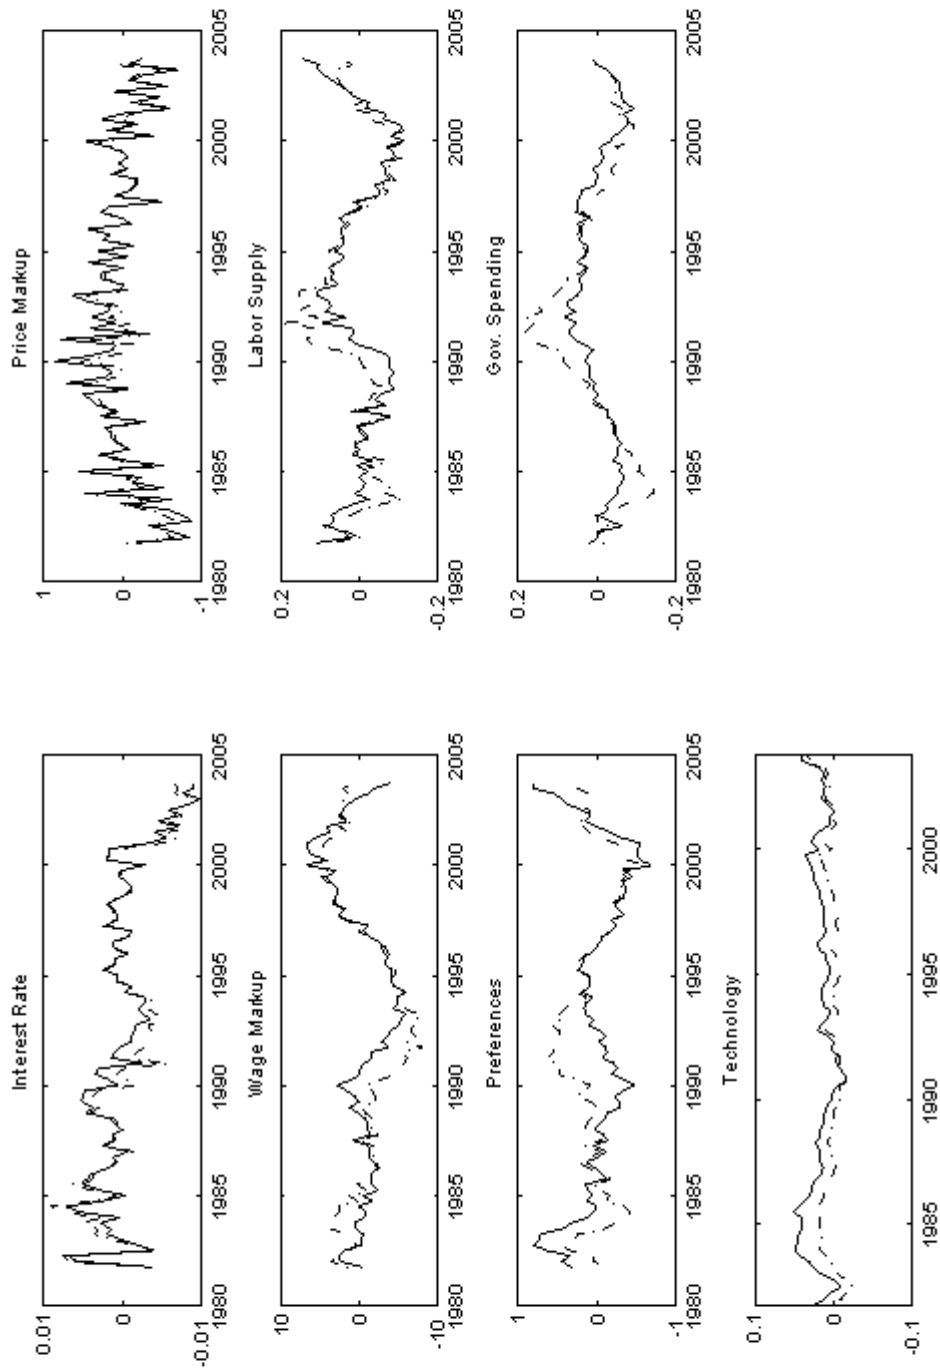 Interest Rate
0.01
0
-0.01
1980 1985 1990 1995 2000 2005
Price Markup
1
0
-1
1980 1985 1990 1995 2000 2005
Wage Markup
10
0
-10
1980 1985 1990 1995 2000 2005
Labor Supply
0.2
0
-0.2
1980 1985 1990 1995 2000 2005
Preferences
1
0
-1
1980 1985 1990 1995 2000 2005
Gov. Spending
0.2
0
-0.2
1980 1985 1990 1995 2000 2005
Technology
0.1
0
-0.1
1985 1990 1995 2000